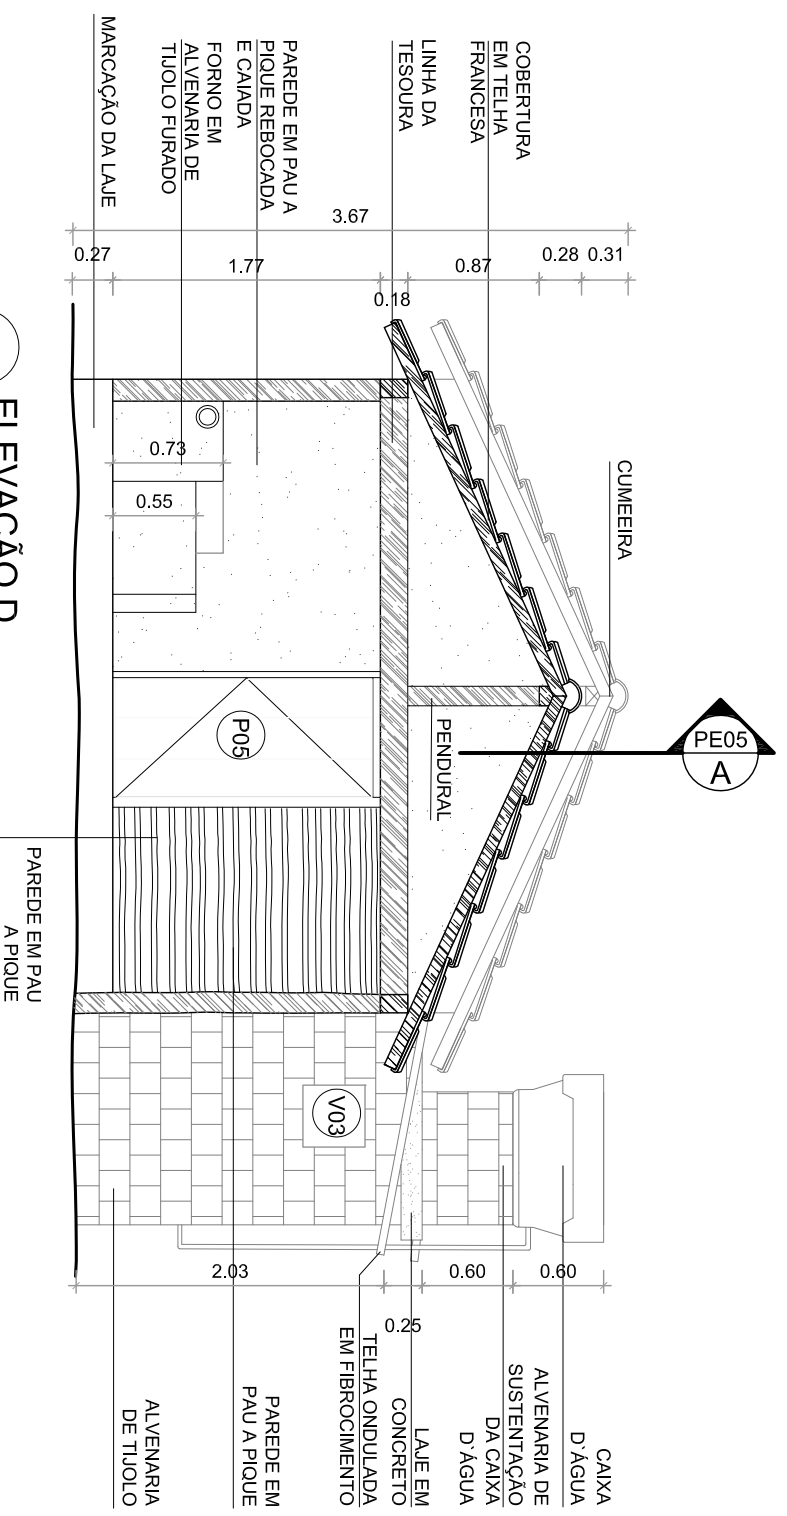 COBERTURA
EM TELHA
FRANCESA
LINHA DA
TESOURA
PAREDE EM PAU A
PIQUE REBOCADA
E CAIADA
FORNO EM
ALVENARIA DE
TIJOLO FURADO
MARCAÇÃO DA LAJE
3.67
0.27
1.77
0.18
0.87
0.28
0.31
CUMEEIRA
0.73
0.55
P05
PENDURAL
PE05
A
PAREDE EM PAU
A PIQUE
V03
2.03
0.25
0.60
0.60
CAIXA
D`ÁGUA
ALVENARIA DE
SUSTENTAÇÃO
DA CAIXA
D`ÁGUA
LAJE EM
CONCRETO
TELHA ONDULADA
EM FIBROCIMENTO
PAREDE EM
PAU A PIQUE
ALVENARIA
DE TIJOLO
ELEVAÇÃO D